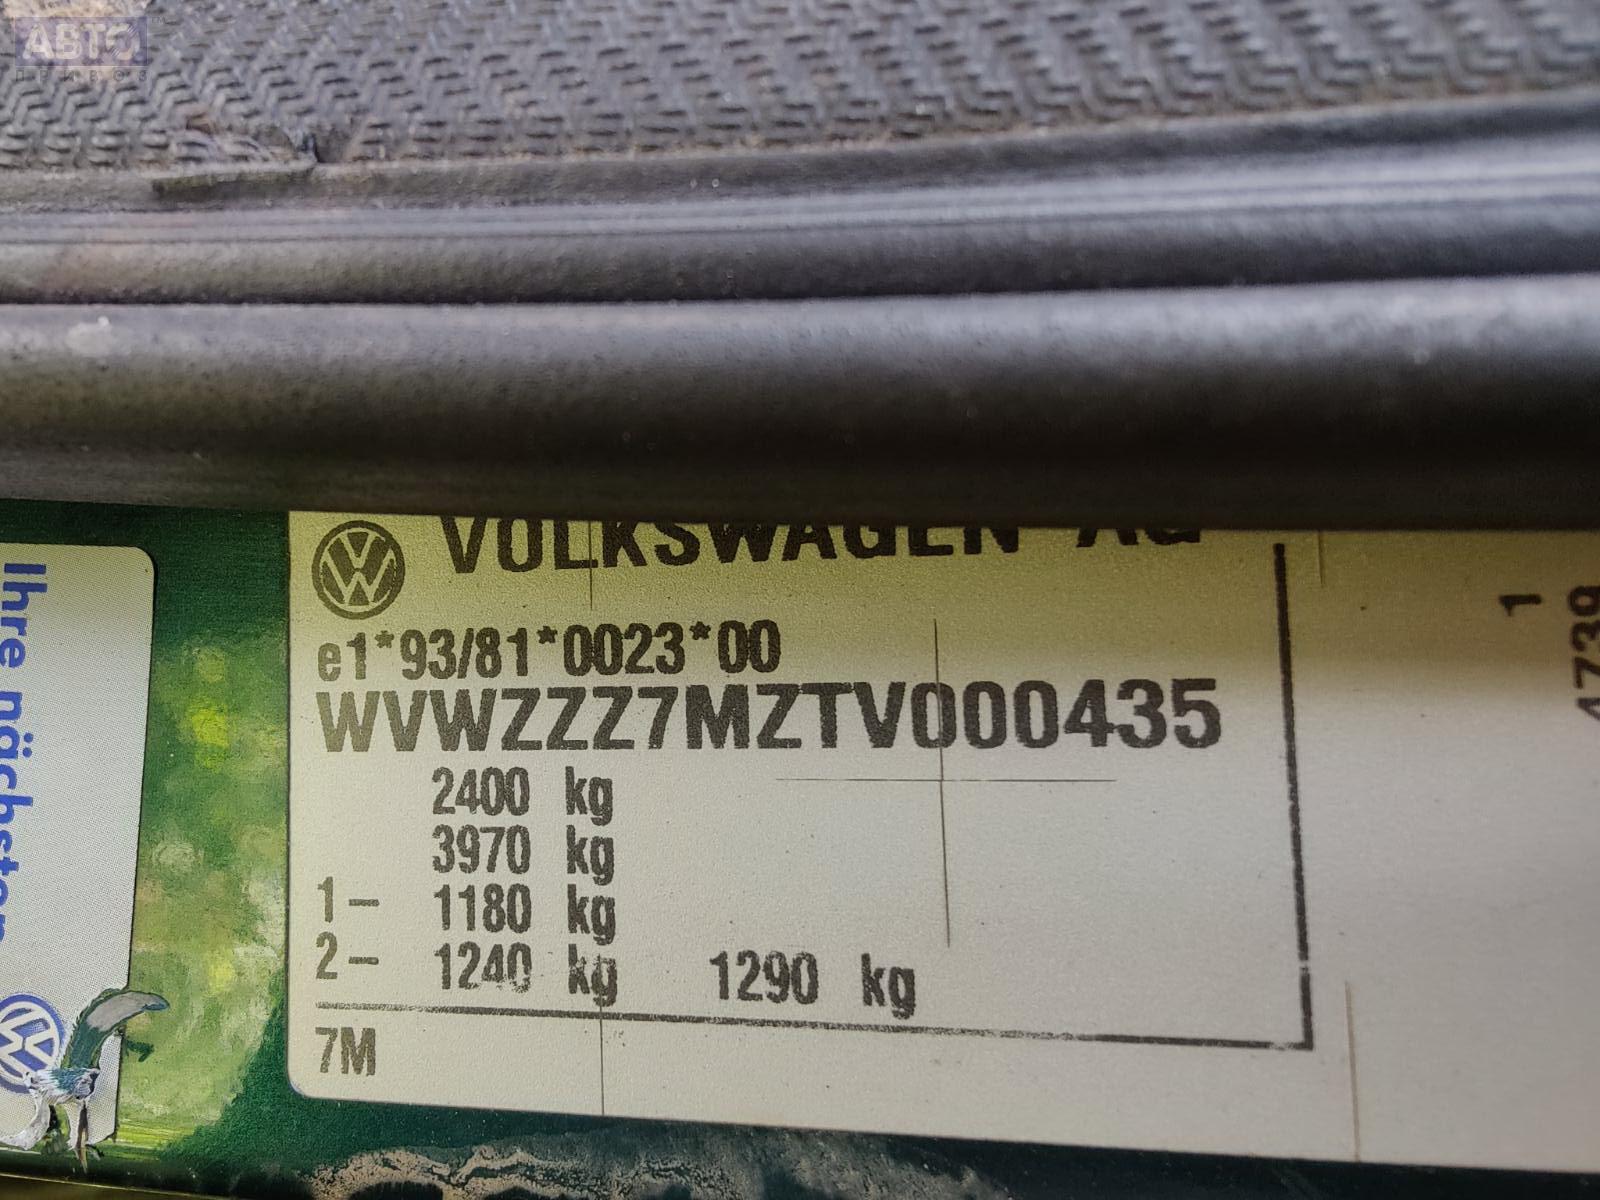 АВТО
ПРИВОЗ
VOLKSWAGEN AG
e1*93/81*0023*00
WVWZZZ7MZTV000435
2400 kg
3970 kg
1- 1180 kg
2- 1240 kg 1290 kg
7M
1
4739
Ihre nächsten